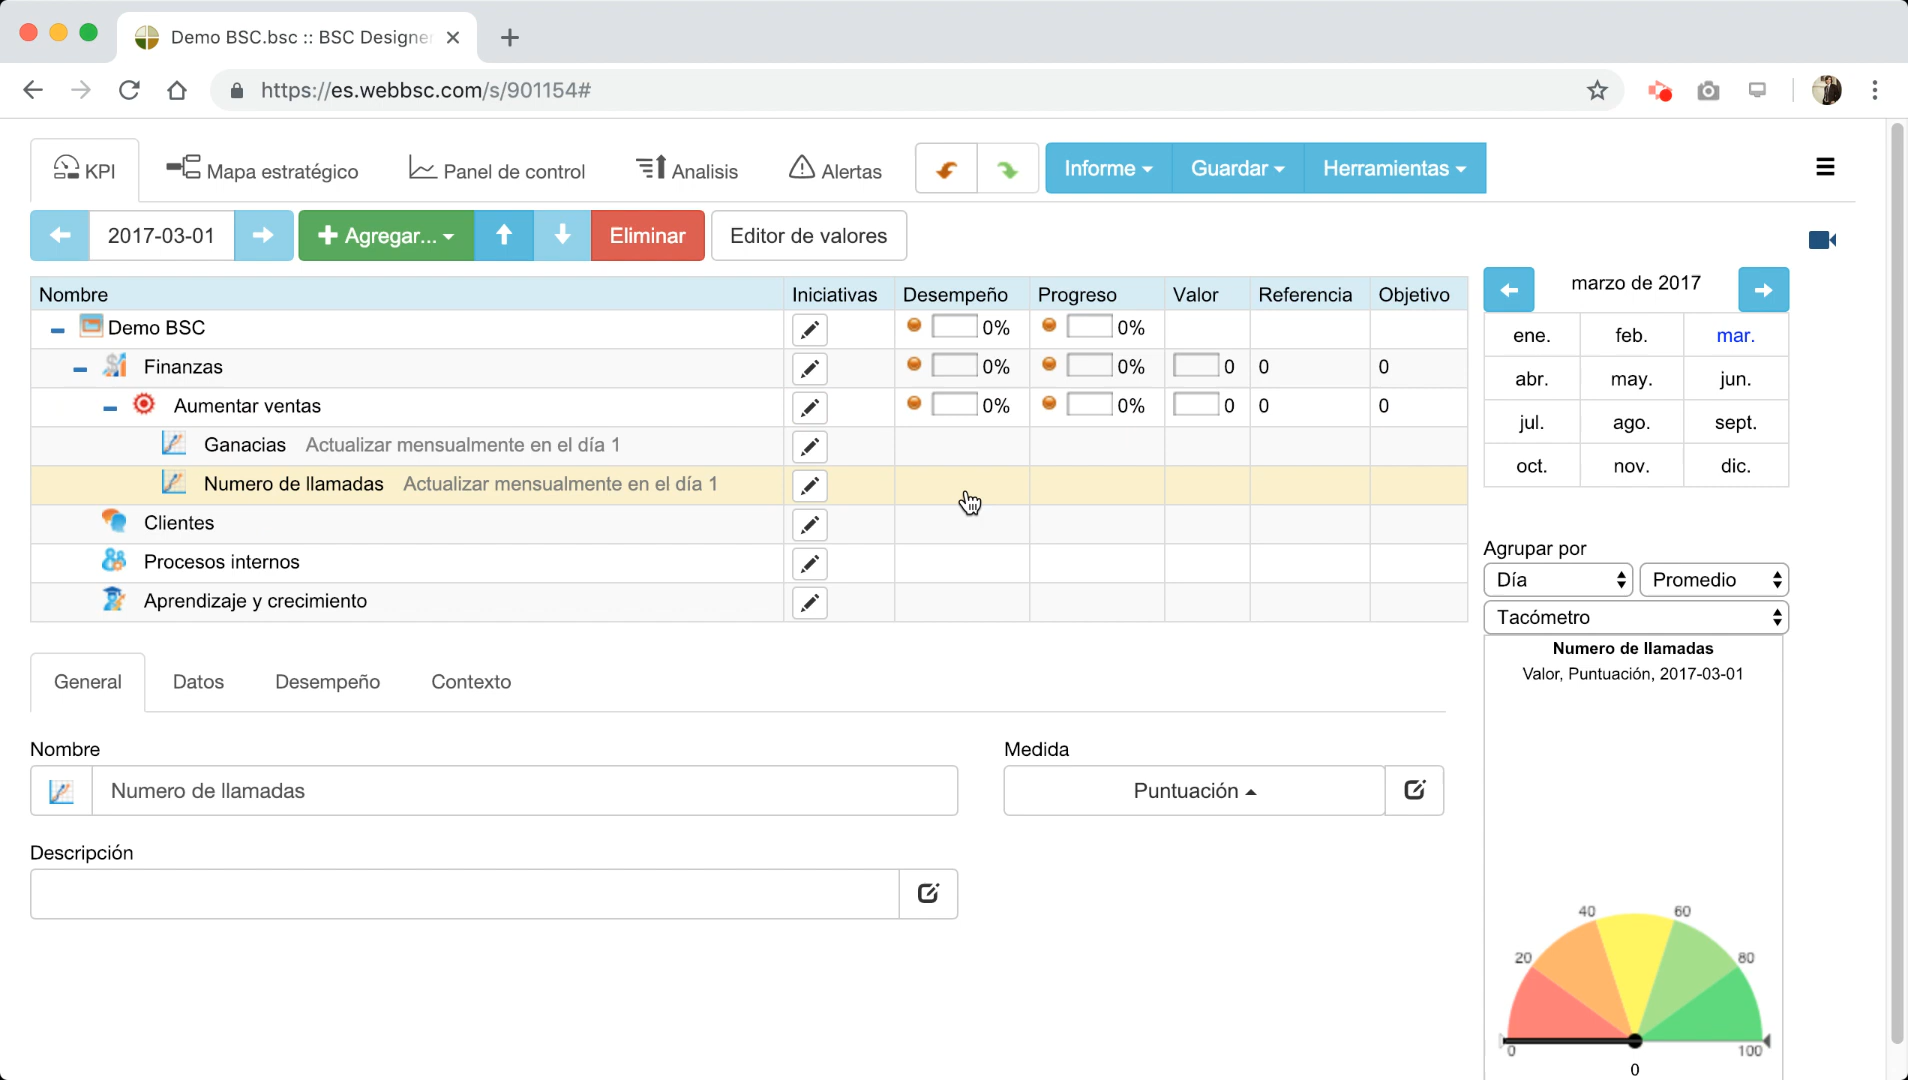 Demo BSC.bsc :: BSC Designer
https://es.webbsc.com/s/901154#
KPI
Mapa estratégico
Panel de control
Analisis
Alertas
Informe
Guardar
Herramientas
2017-03-01
Agregar...
Eliminar
Editor de valores
Nombre Iniciativas Desempeño Progreso Valor Referencia Objetivo
Demo BSC 0% 0%
Finanzas 0% 0% 0 0 0
Aumentar ventas 0% 0% 0 0 0
Ganacias Actualizar mensualmente en el día 1
Numero de llamadas Actualizar mensualmente en el día 1
Clientes
Procesos internos
Aprendizaje y crecimiento
marzo de 2017
ene. feb. mar.
abr. may. jun.
jul. ago. sept.
oct. nov. dic.
Agrupar por
Día Promedio
Tacómetro
Numero de llamadas
Valor, Puntuación, 2017-03-01
40 60
20 80
0 100
0
General Datos Desempeño Contexto
Nombre
Numero de llamadas
Medida
Puntuación
Descripción